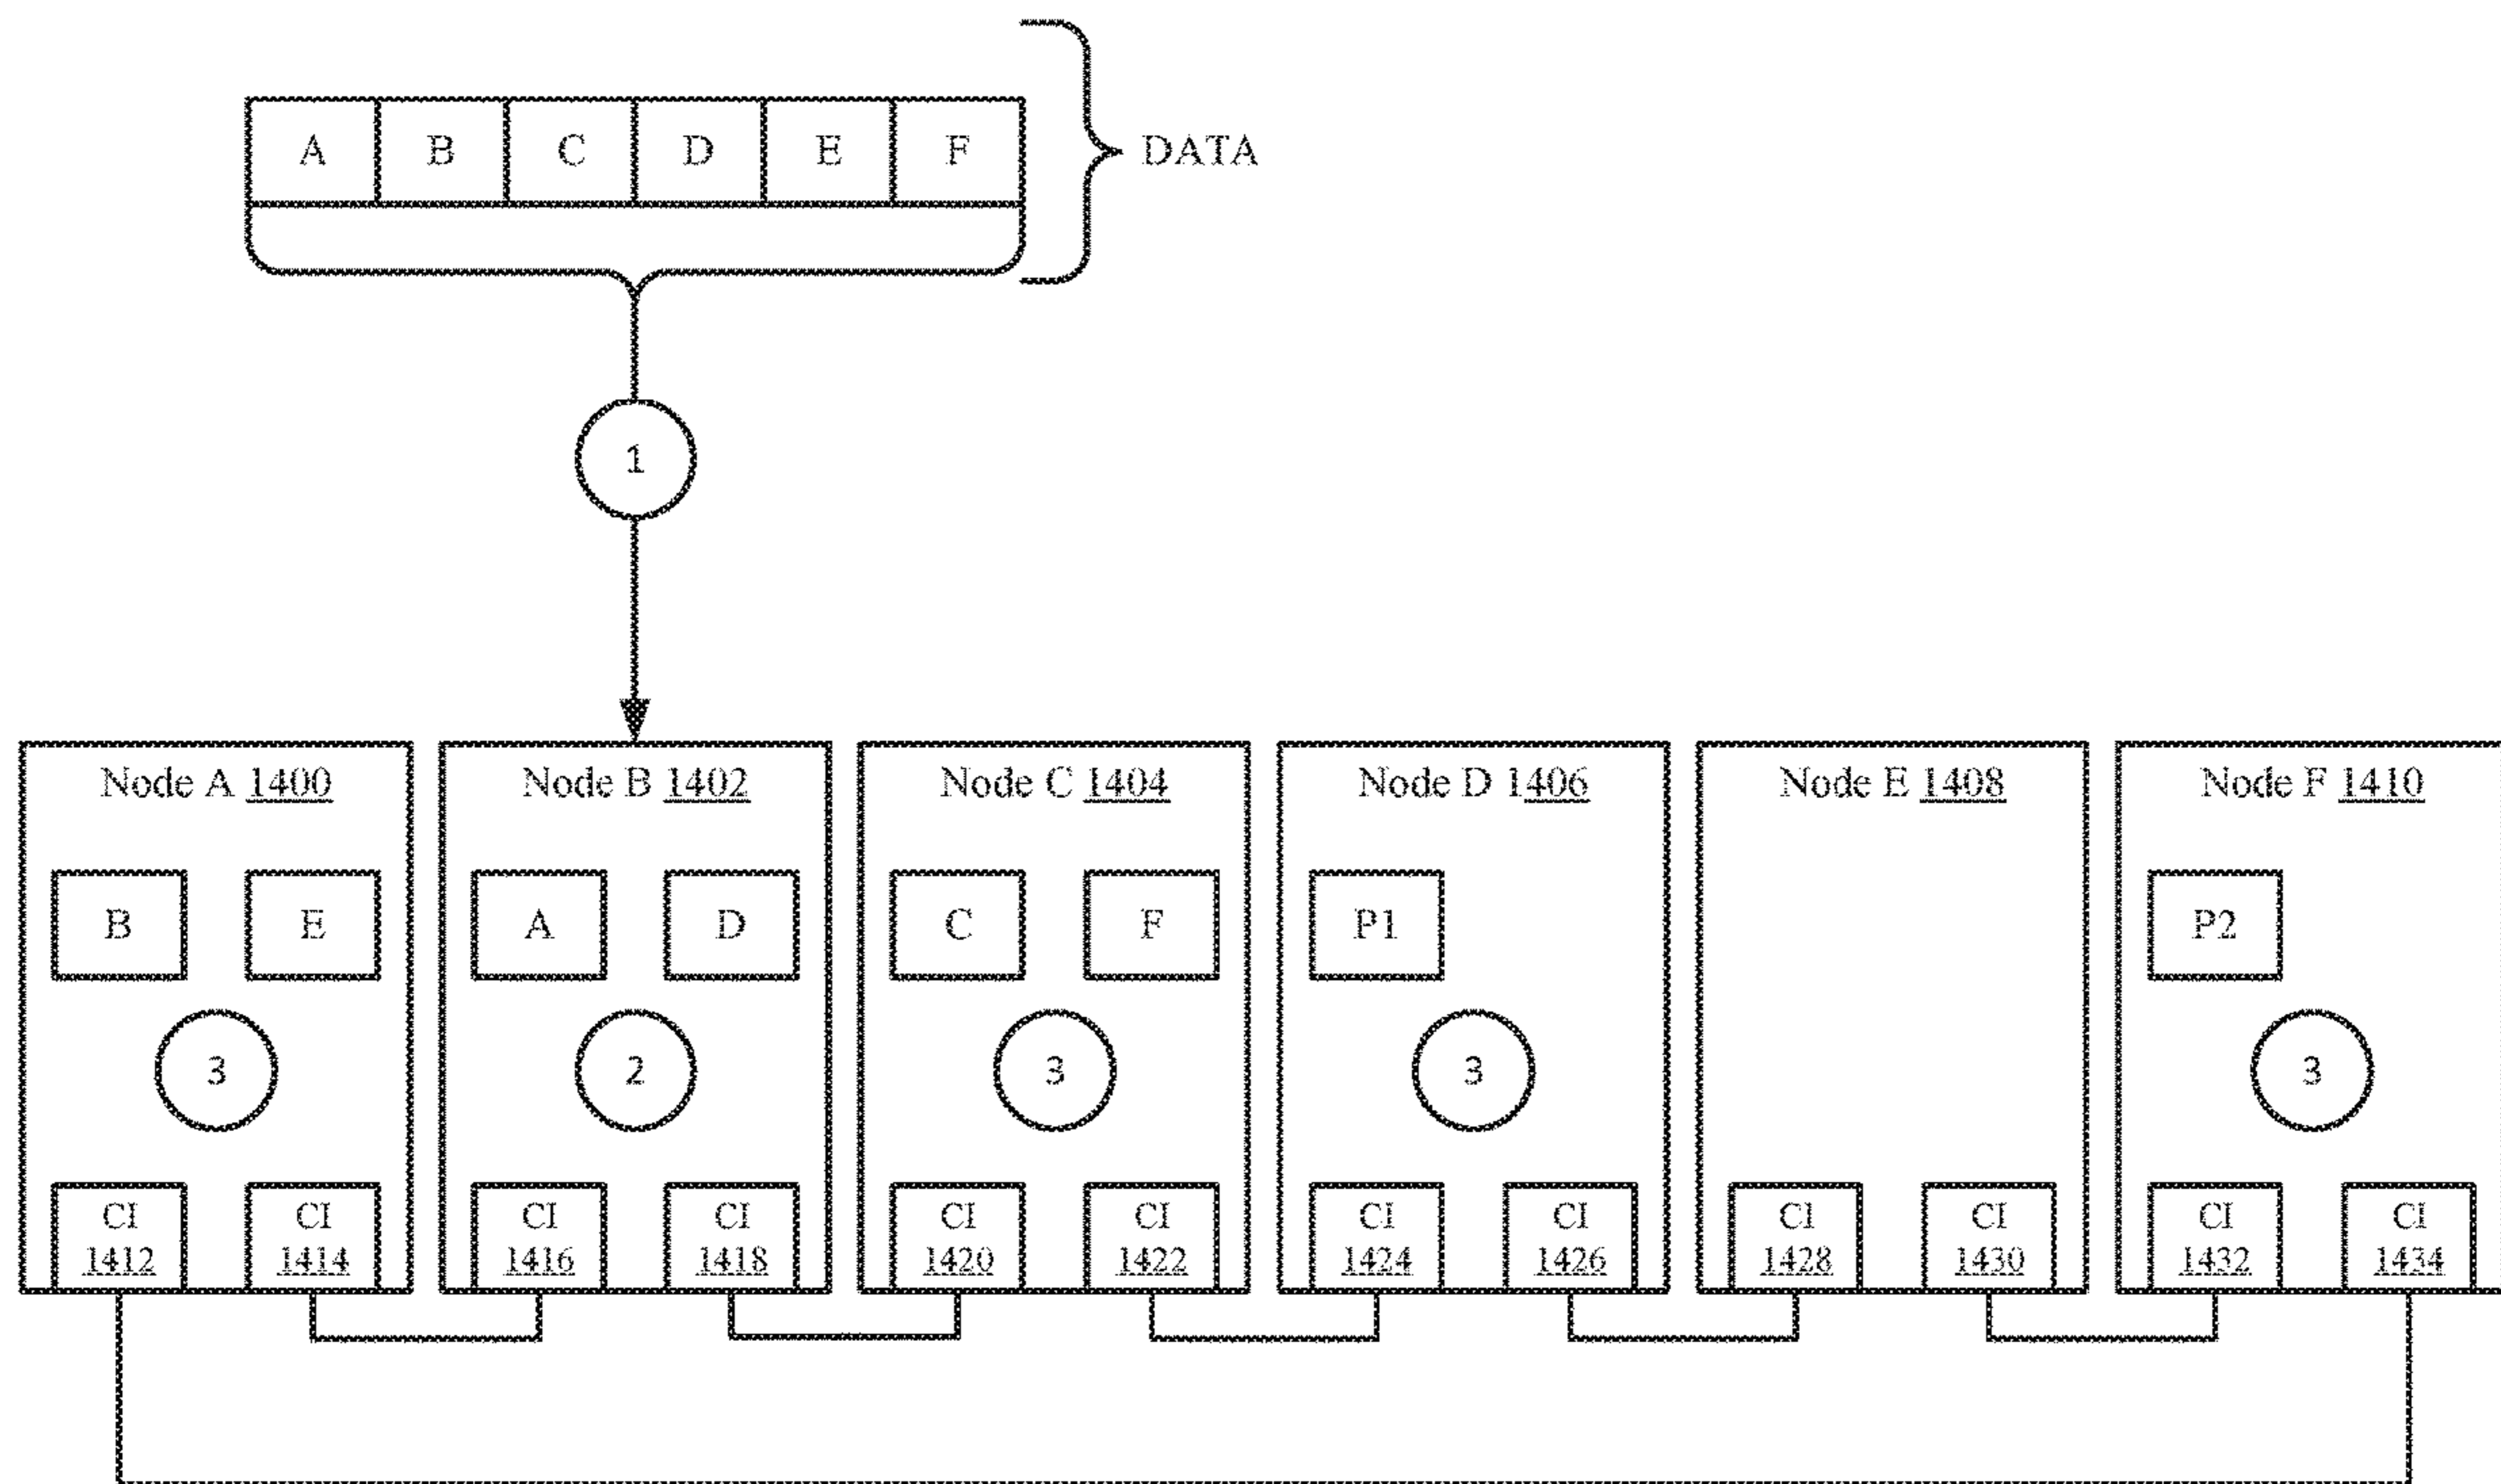 A B C D E F
DATA
1
Node A 1400
B E
3
CI 1412
CI 1414
Node B 1402
A D
2
CI 1416
CI 1418
Node C 1404
C F
3
CI 1420
CI 1422
Node D 1406
P1
3
CI 1424
CI 1426
Node E 1408
CI 1428
CI 1430
Node F 1410
P2
3
CI 1432
CI 1434